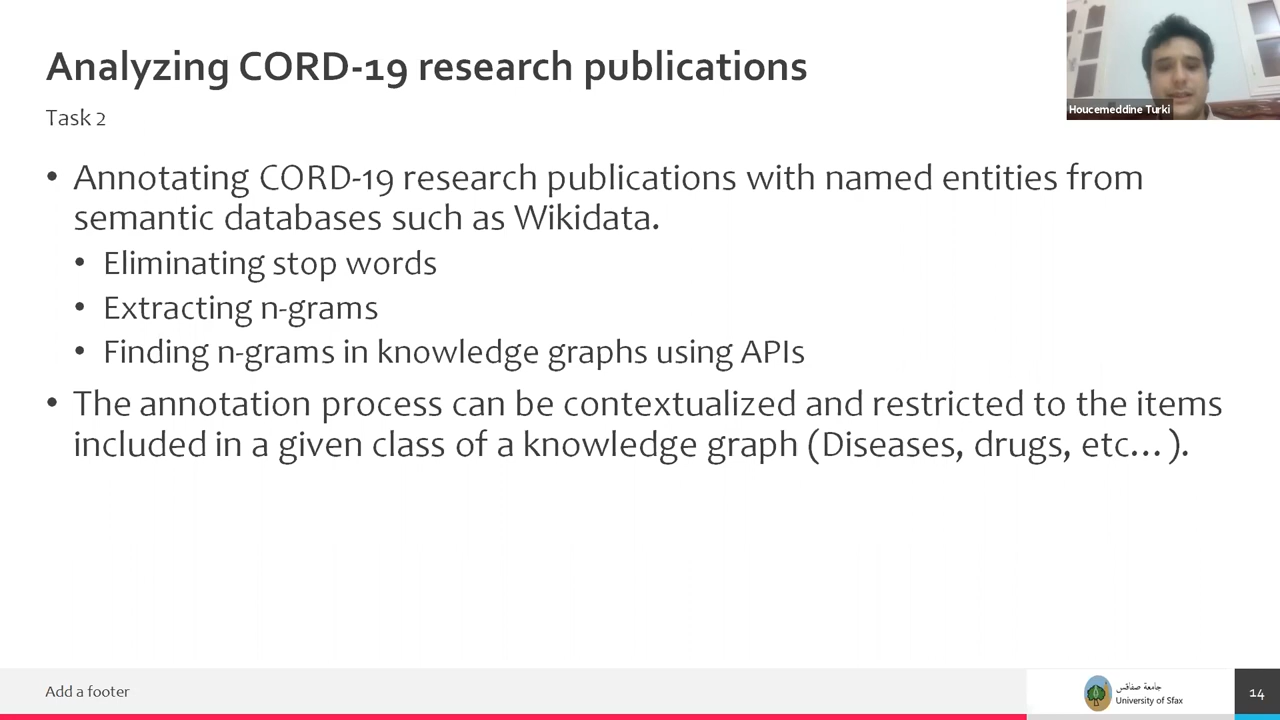 Analyzing CORD-19 research publications
Task 2
Houcemeddine Turki
• Annotating CORD-19 research publications with named entities from
semantic databases such as Wikidata.
• Eliminating stop words
• Extracting n-grams
• Finding n-grams in knowledge graphs using APIs
• The annotation process can be contextualized and restricted to the items
included in a given class of a knowledge graph (Diseases, drugs, etc…).
Add a footer
جامعة صفاقس
University of Sfax
14